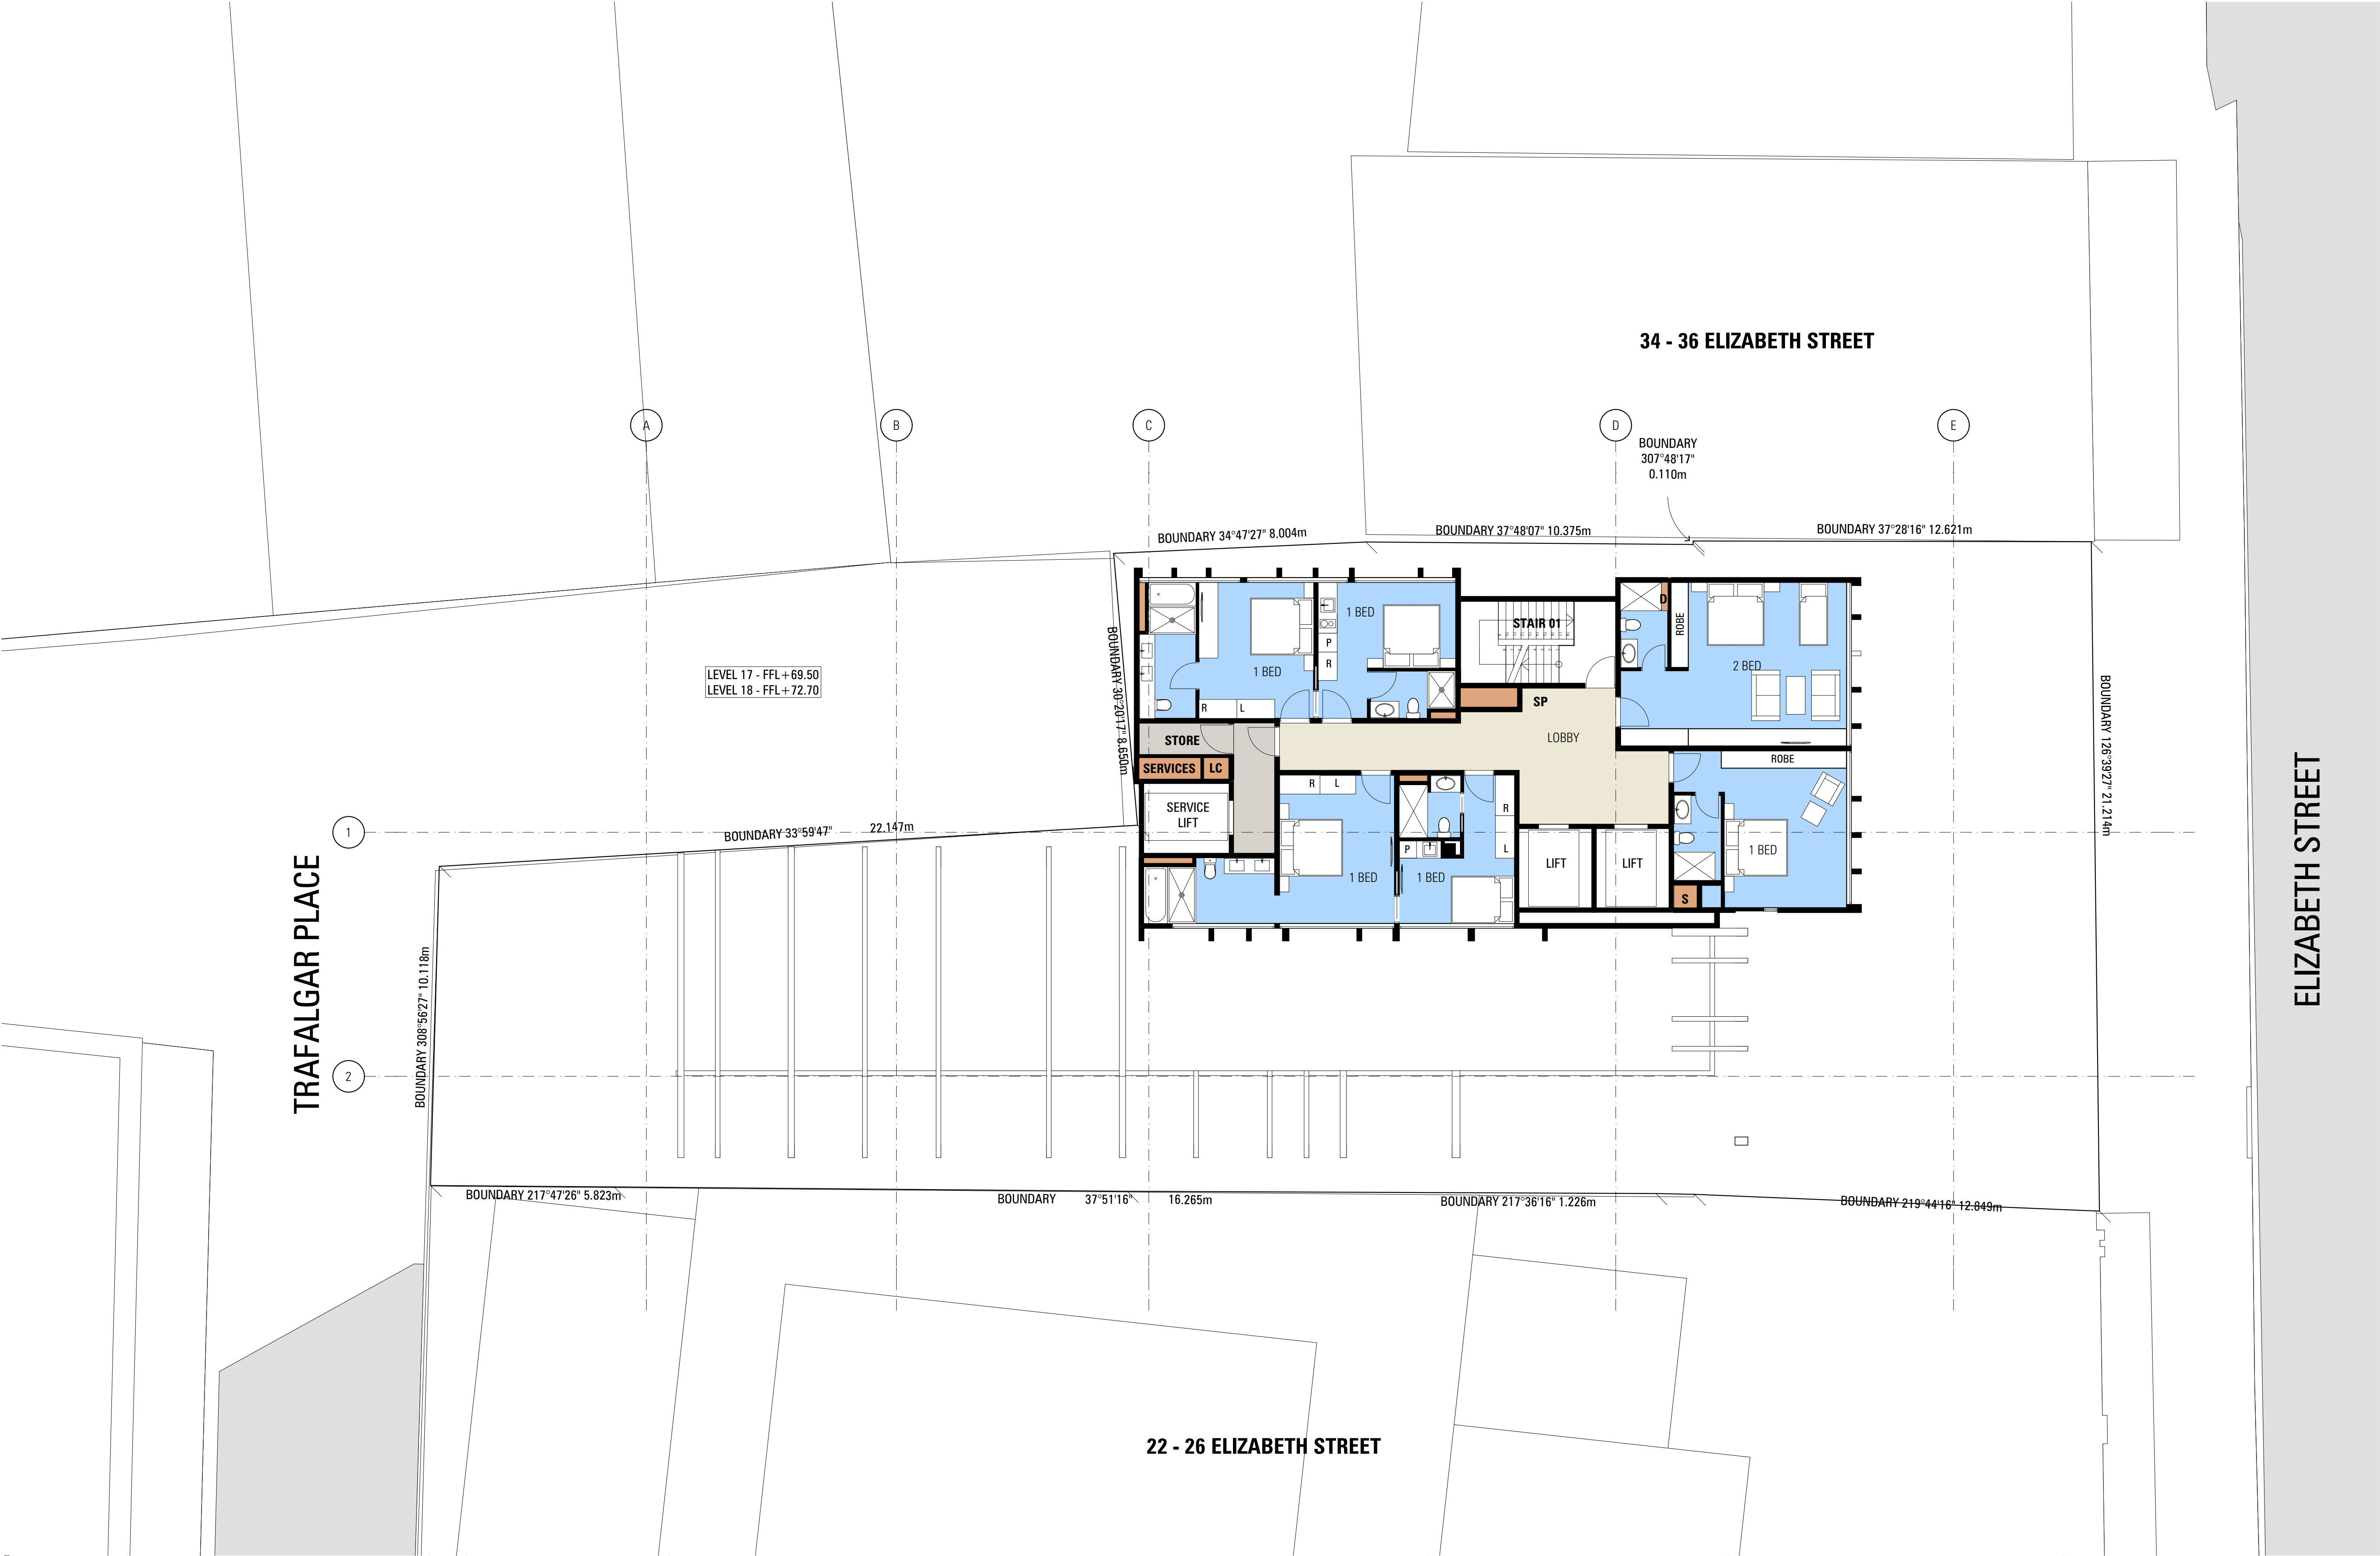 34 - 36 ELIZABETH STREET
A
B
C
D
E
BOUNDARY
307°48'17"
0.110m
BOUNDARY 34°47'27" 8.004m
BOUNDARY 37°48'07" 10.375m
BOUNDARY 37°28'16" 12.621m
BOUNDARY 30°20'17" 8.650m
LEVEL 17 - FFL+69.50
LEVEL 18 - FFL+72.70
1 BED
R
L
1 BED
P
R
STAIR 01
D
ROBE
2 BED
SP
LOBBY
STORE
SERVICES
LC
SERVICE
LIFT
R
L
1 BED
R
L
P
1 BED
LIFT
LIFT
ROBE
1 BED
S
BOUNDARY 126°39'27" 21.214m
ELIZABETH STREET
1
BOUNDARY 33°59'47" 22.147m
TRAFALGAR PLACE
2
BOUNDARY 308°56'27" 10.118m
BOUNDARY 217°47'26" 5.823m
BOUNDARY 37°51'16" 16.265m
BOUNDARY 217°36'16" 1.226m
BOUNDARY 219°44'16" 12.849m
22 - 26 ELIZABETH STREET